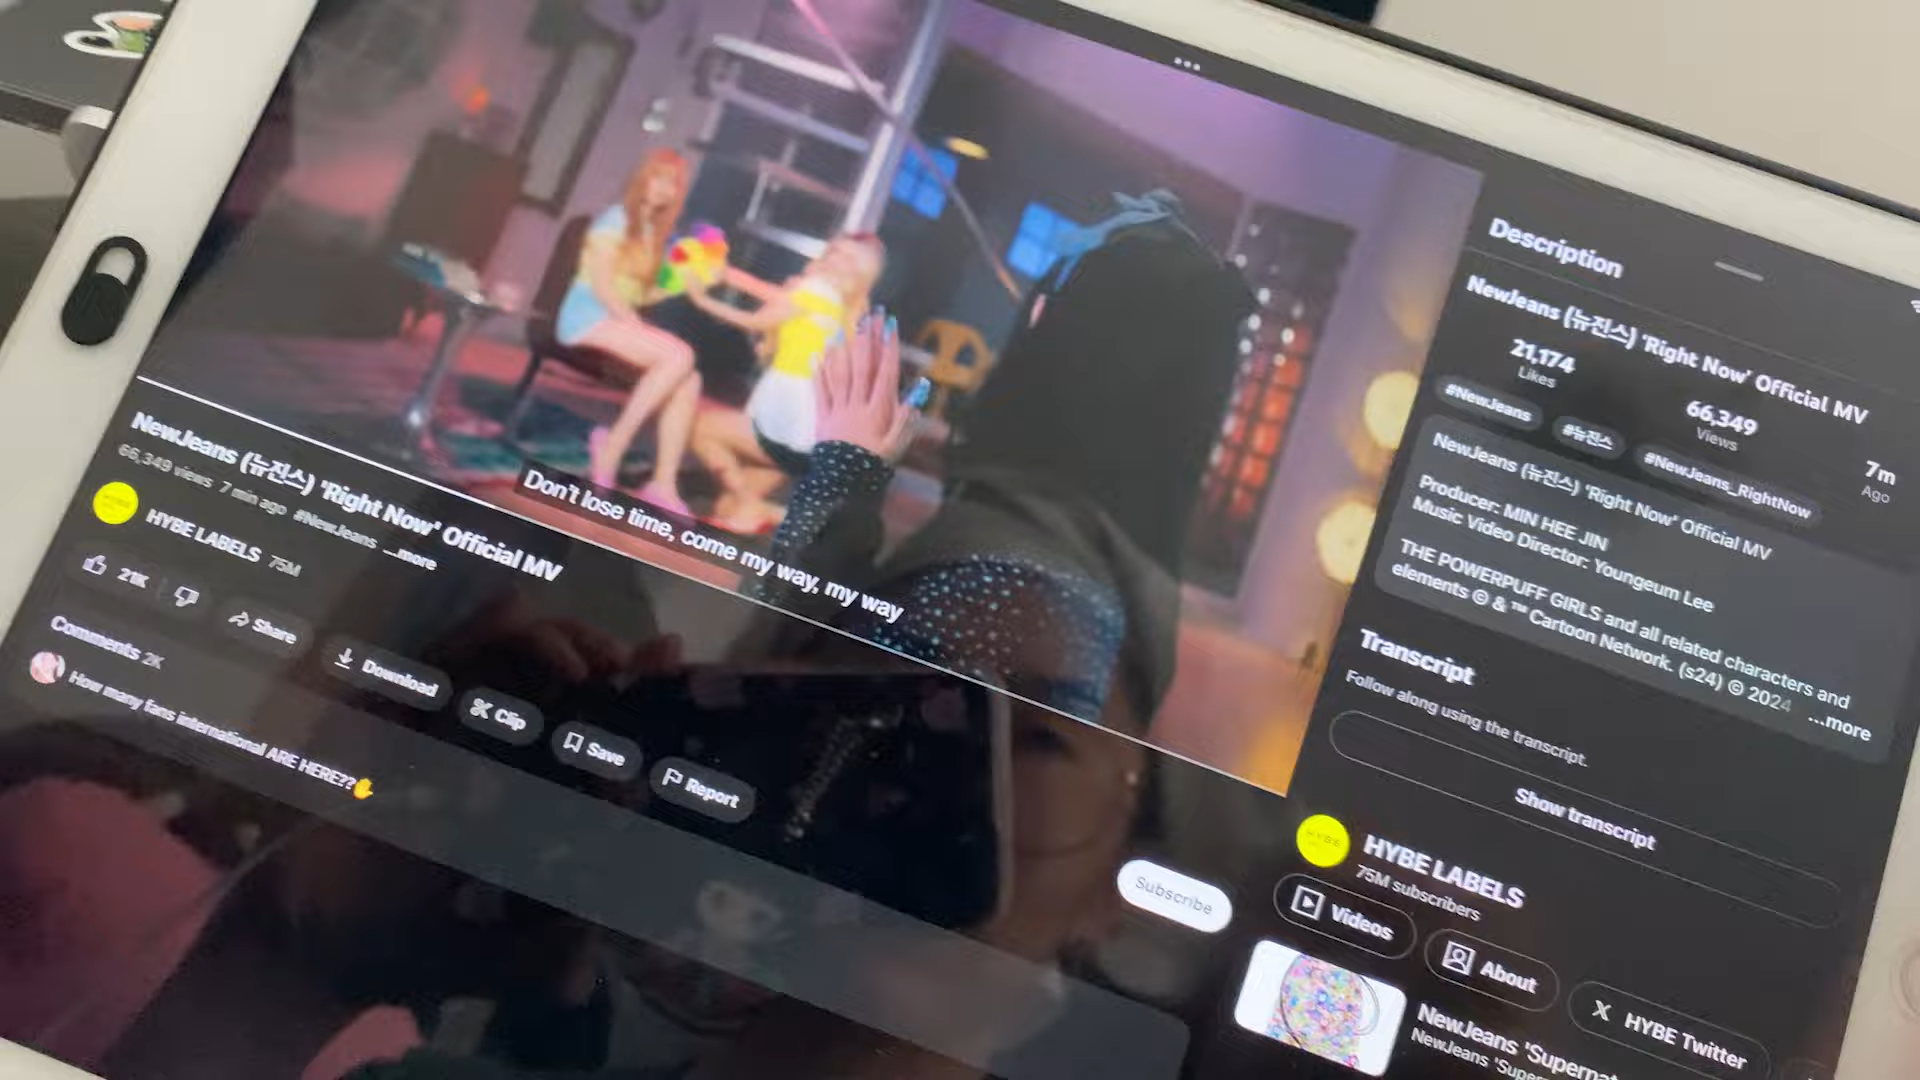 Don't lose time, come my way, my way
NewJeans (뉴진스) 'Right Now' Official MV
66,349 views 7 min ago #NewJeans ...more
HYBE
HYBE LABELS 75M
21K
Share
Download
Clip
Save
Report
Comments 2K
How many fans international ARE HERE??✋
Subscribe
Description
NewJeans (뉴진스) 'Right Now' Official MV
21,174
Likes
66,349
Views
7m
Ago
#NewJeans
#뉴진스
#NewJeans_RightNow
NewJeans (뉴진스) 'Right Now' Official MV
Producer: MIN HEE JIN
Music Video Director: Youngeum Lee
THE POWERPUFF GIRLS and all related characters and
elements © & ™ Cartoon Network. (s24) © 2024
...more
Transcript
Follow along using the transcript.
Show transcript
HYBE
HYBE LABELS
75M subscribers
Videos
About
X HYBE Twitter
NewJeans 'Supernat
NewJeans 'Super